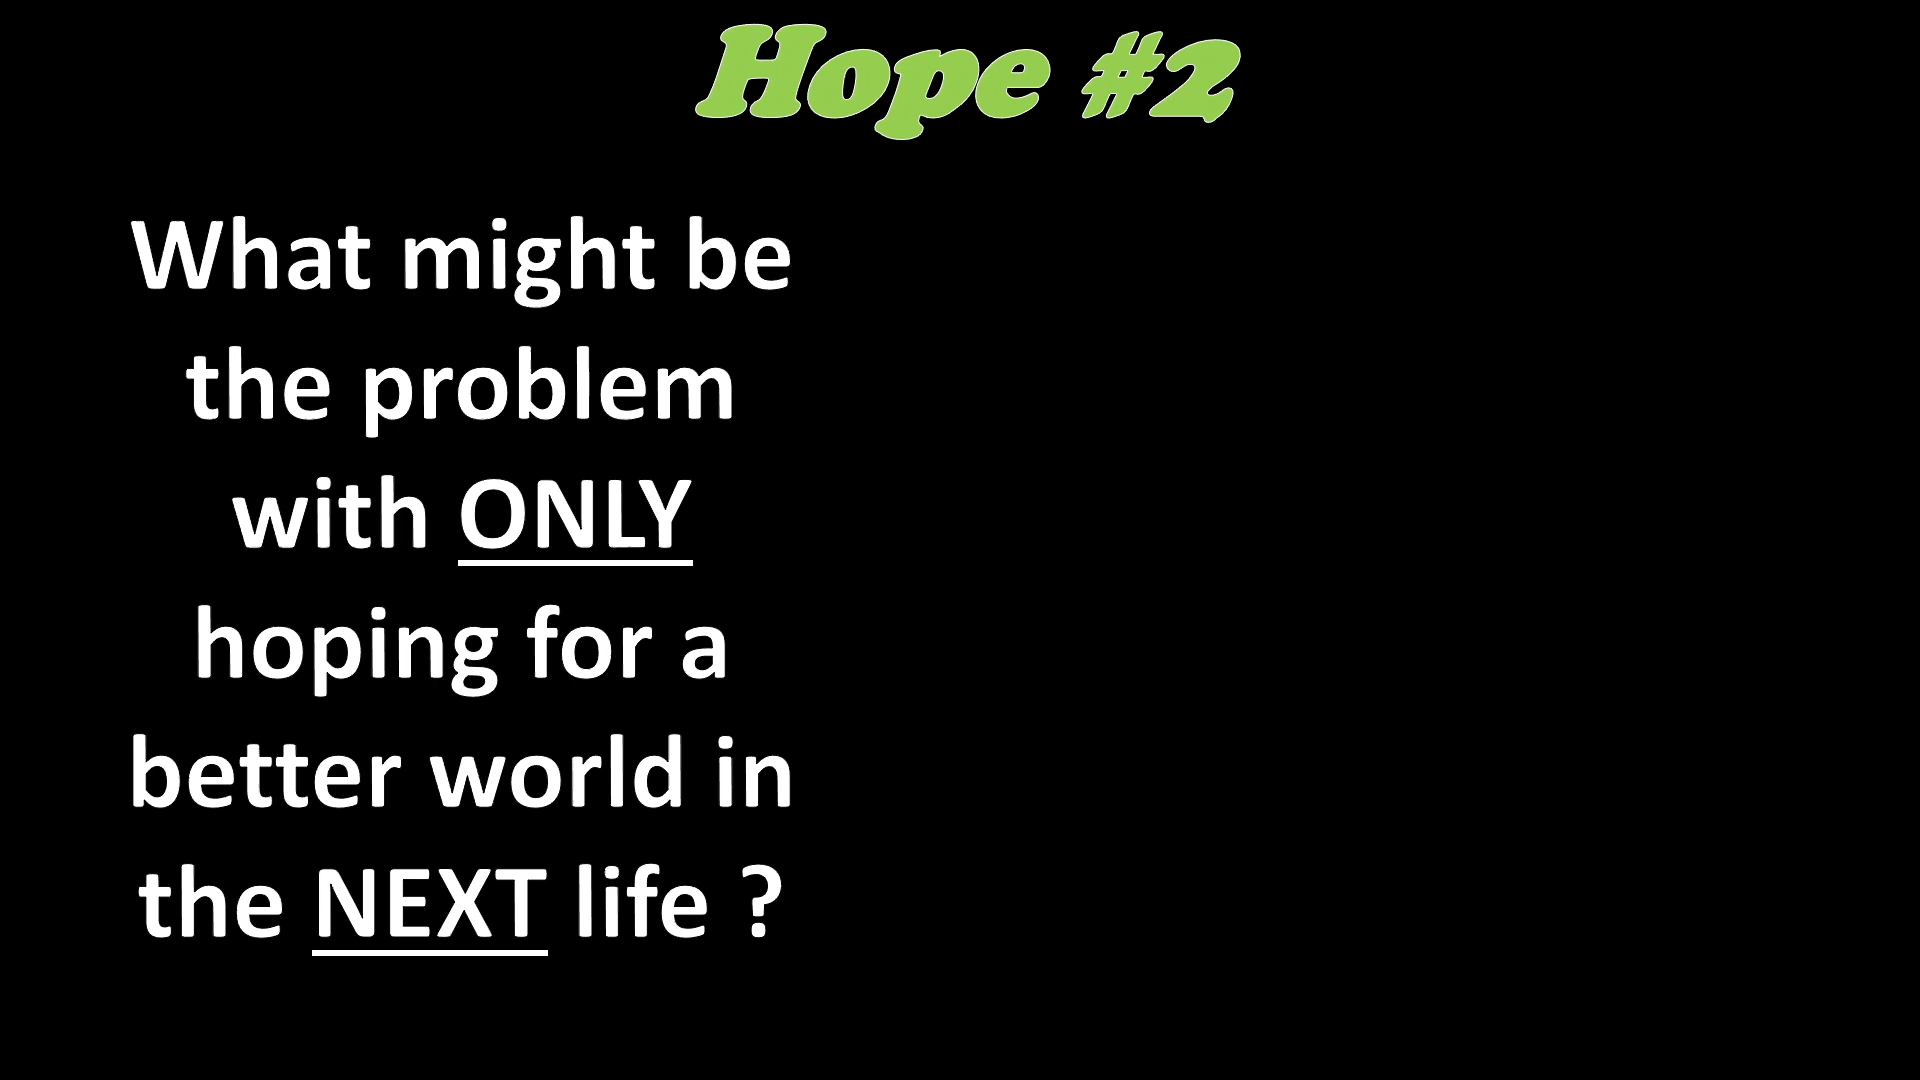 Hope #2
What might be
the problem
with ONLY
hoping for a
better world in
the NEXT life ?